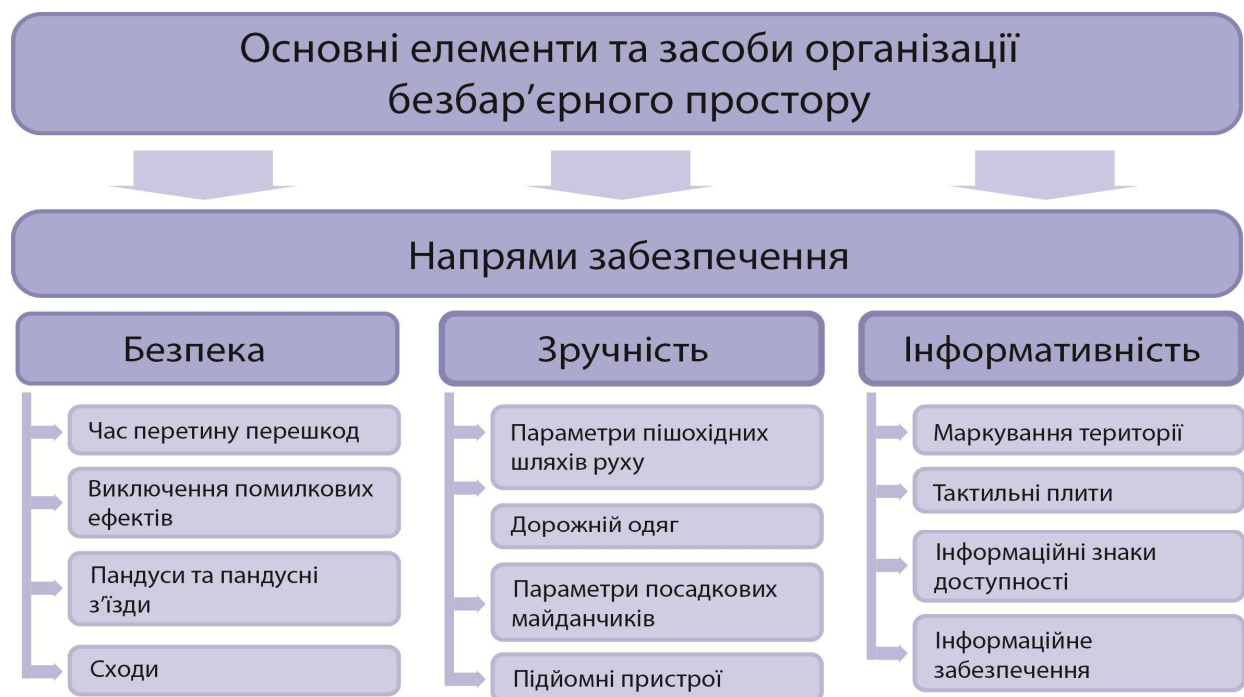 Основні елементи та засоби організації
безбар’єрного простору
Напрями забезпечення
Безпека
Час перетину перешкод
Виключення помилкових
ефектів
Пандуси та пандусні
з’їзди
Сходи
Зручність
Параметри пішохідних
шляхів руху
Дорожній одяг
Параметри посадкових
майданчиків
Підйомні пристрої
Інформативність
Маркування території
Тактильні плити
Інформаційні знаки
доступності
Інформаційне
забезпечення